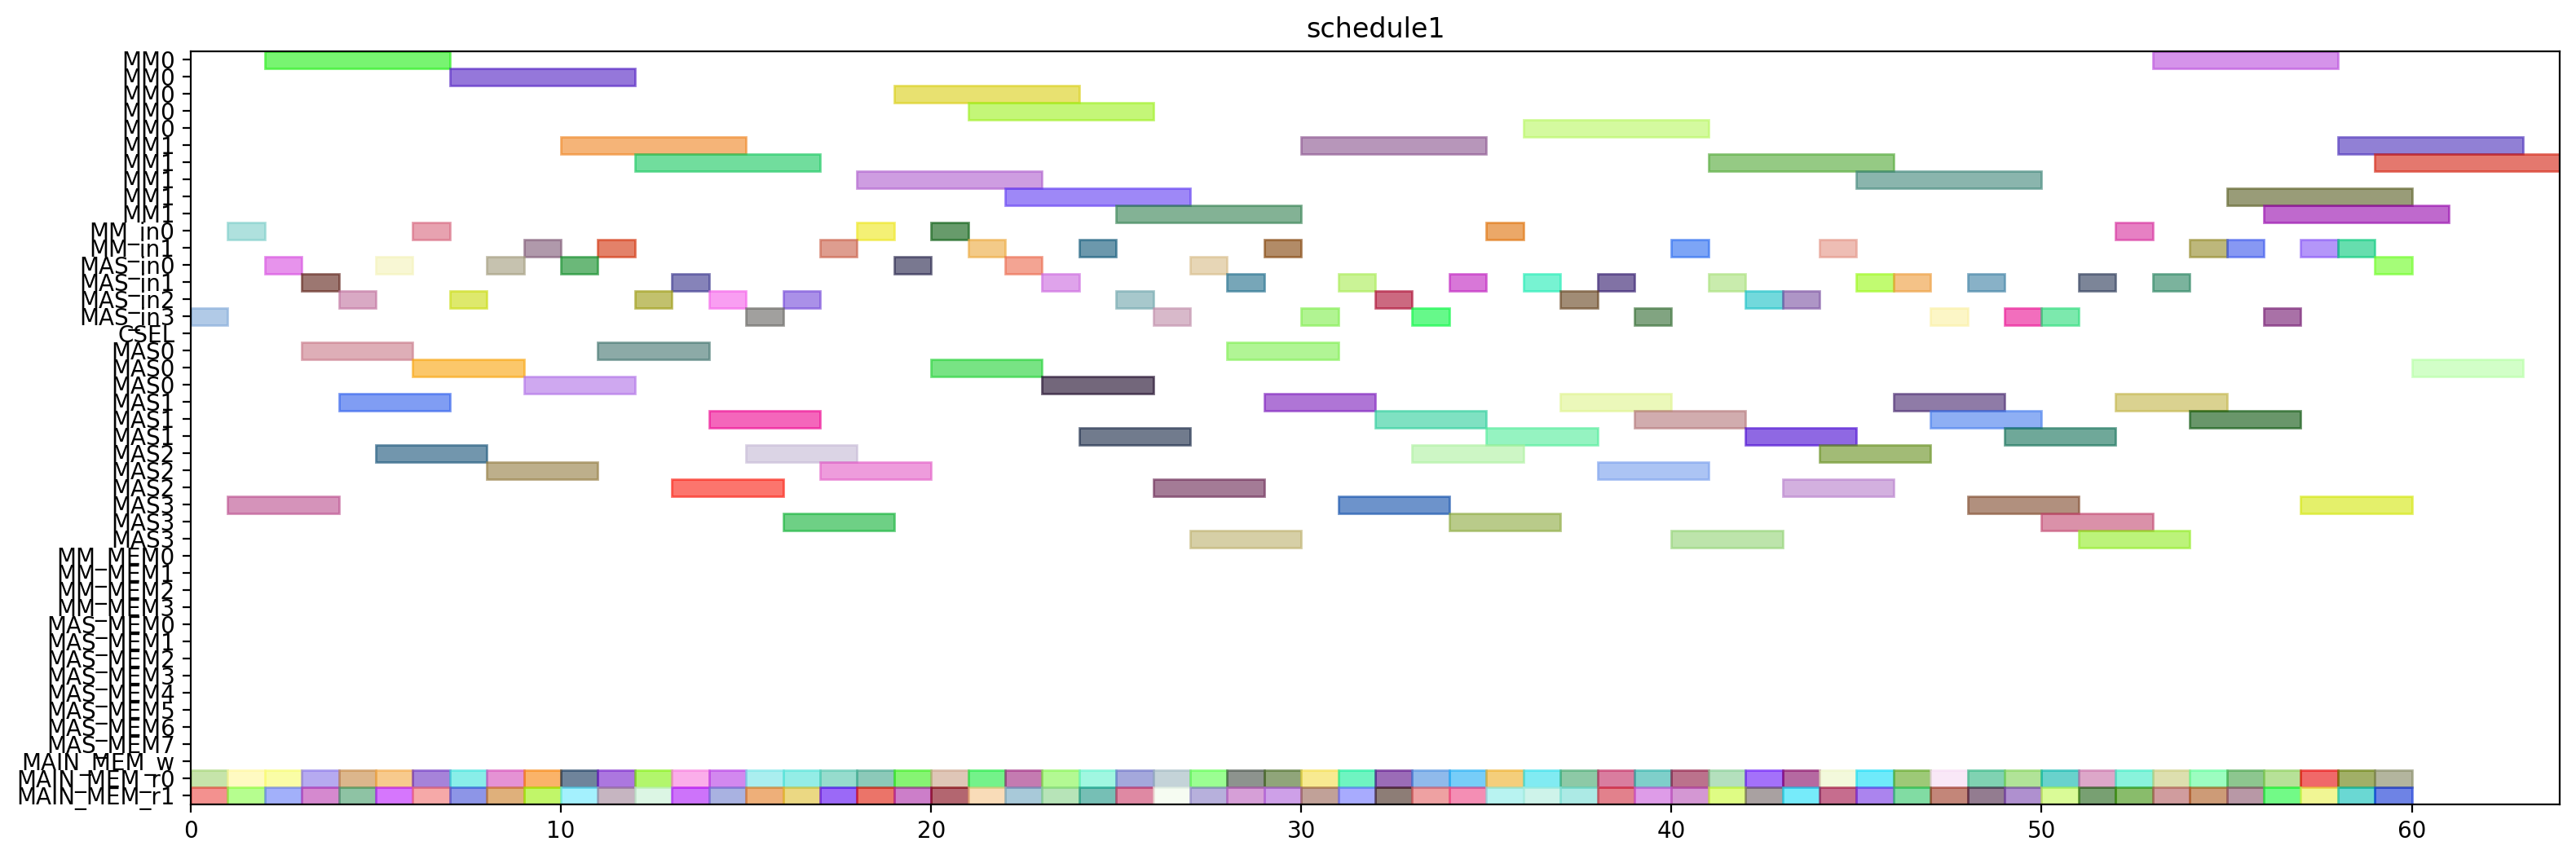 schedule1
MM0
MM0
MM0
MM0
MM0
MM1
MM1
MM1
MM1
MM1
MM_in0
MM_in1
MAS_in0
MAS_in1
MAS_in2
MAS_in3
CSEL
MAS0
MAS0
MAS0
MAS1
MAS1
MAS1
MAS2
MAS2
MAS2
MAS3
MAS3
MAS3
MM_MEM0
MM_MEM1
MM_MEM2
MM_MEM3
MAS_MEM0
MAS_MEM1
MAS_MEM2
MAS_MEM3
MAS_MEM4
MAS_MEM5
MAS_MEM6
MAS_MEM7
MAIN_MEM_w
MAIN_MEM_r0
MAIN_MEM_r1
0 10 20 30 40 50 60